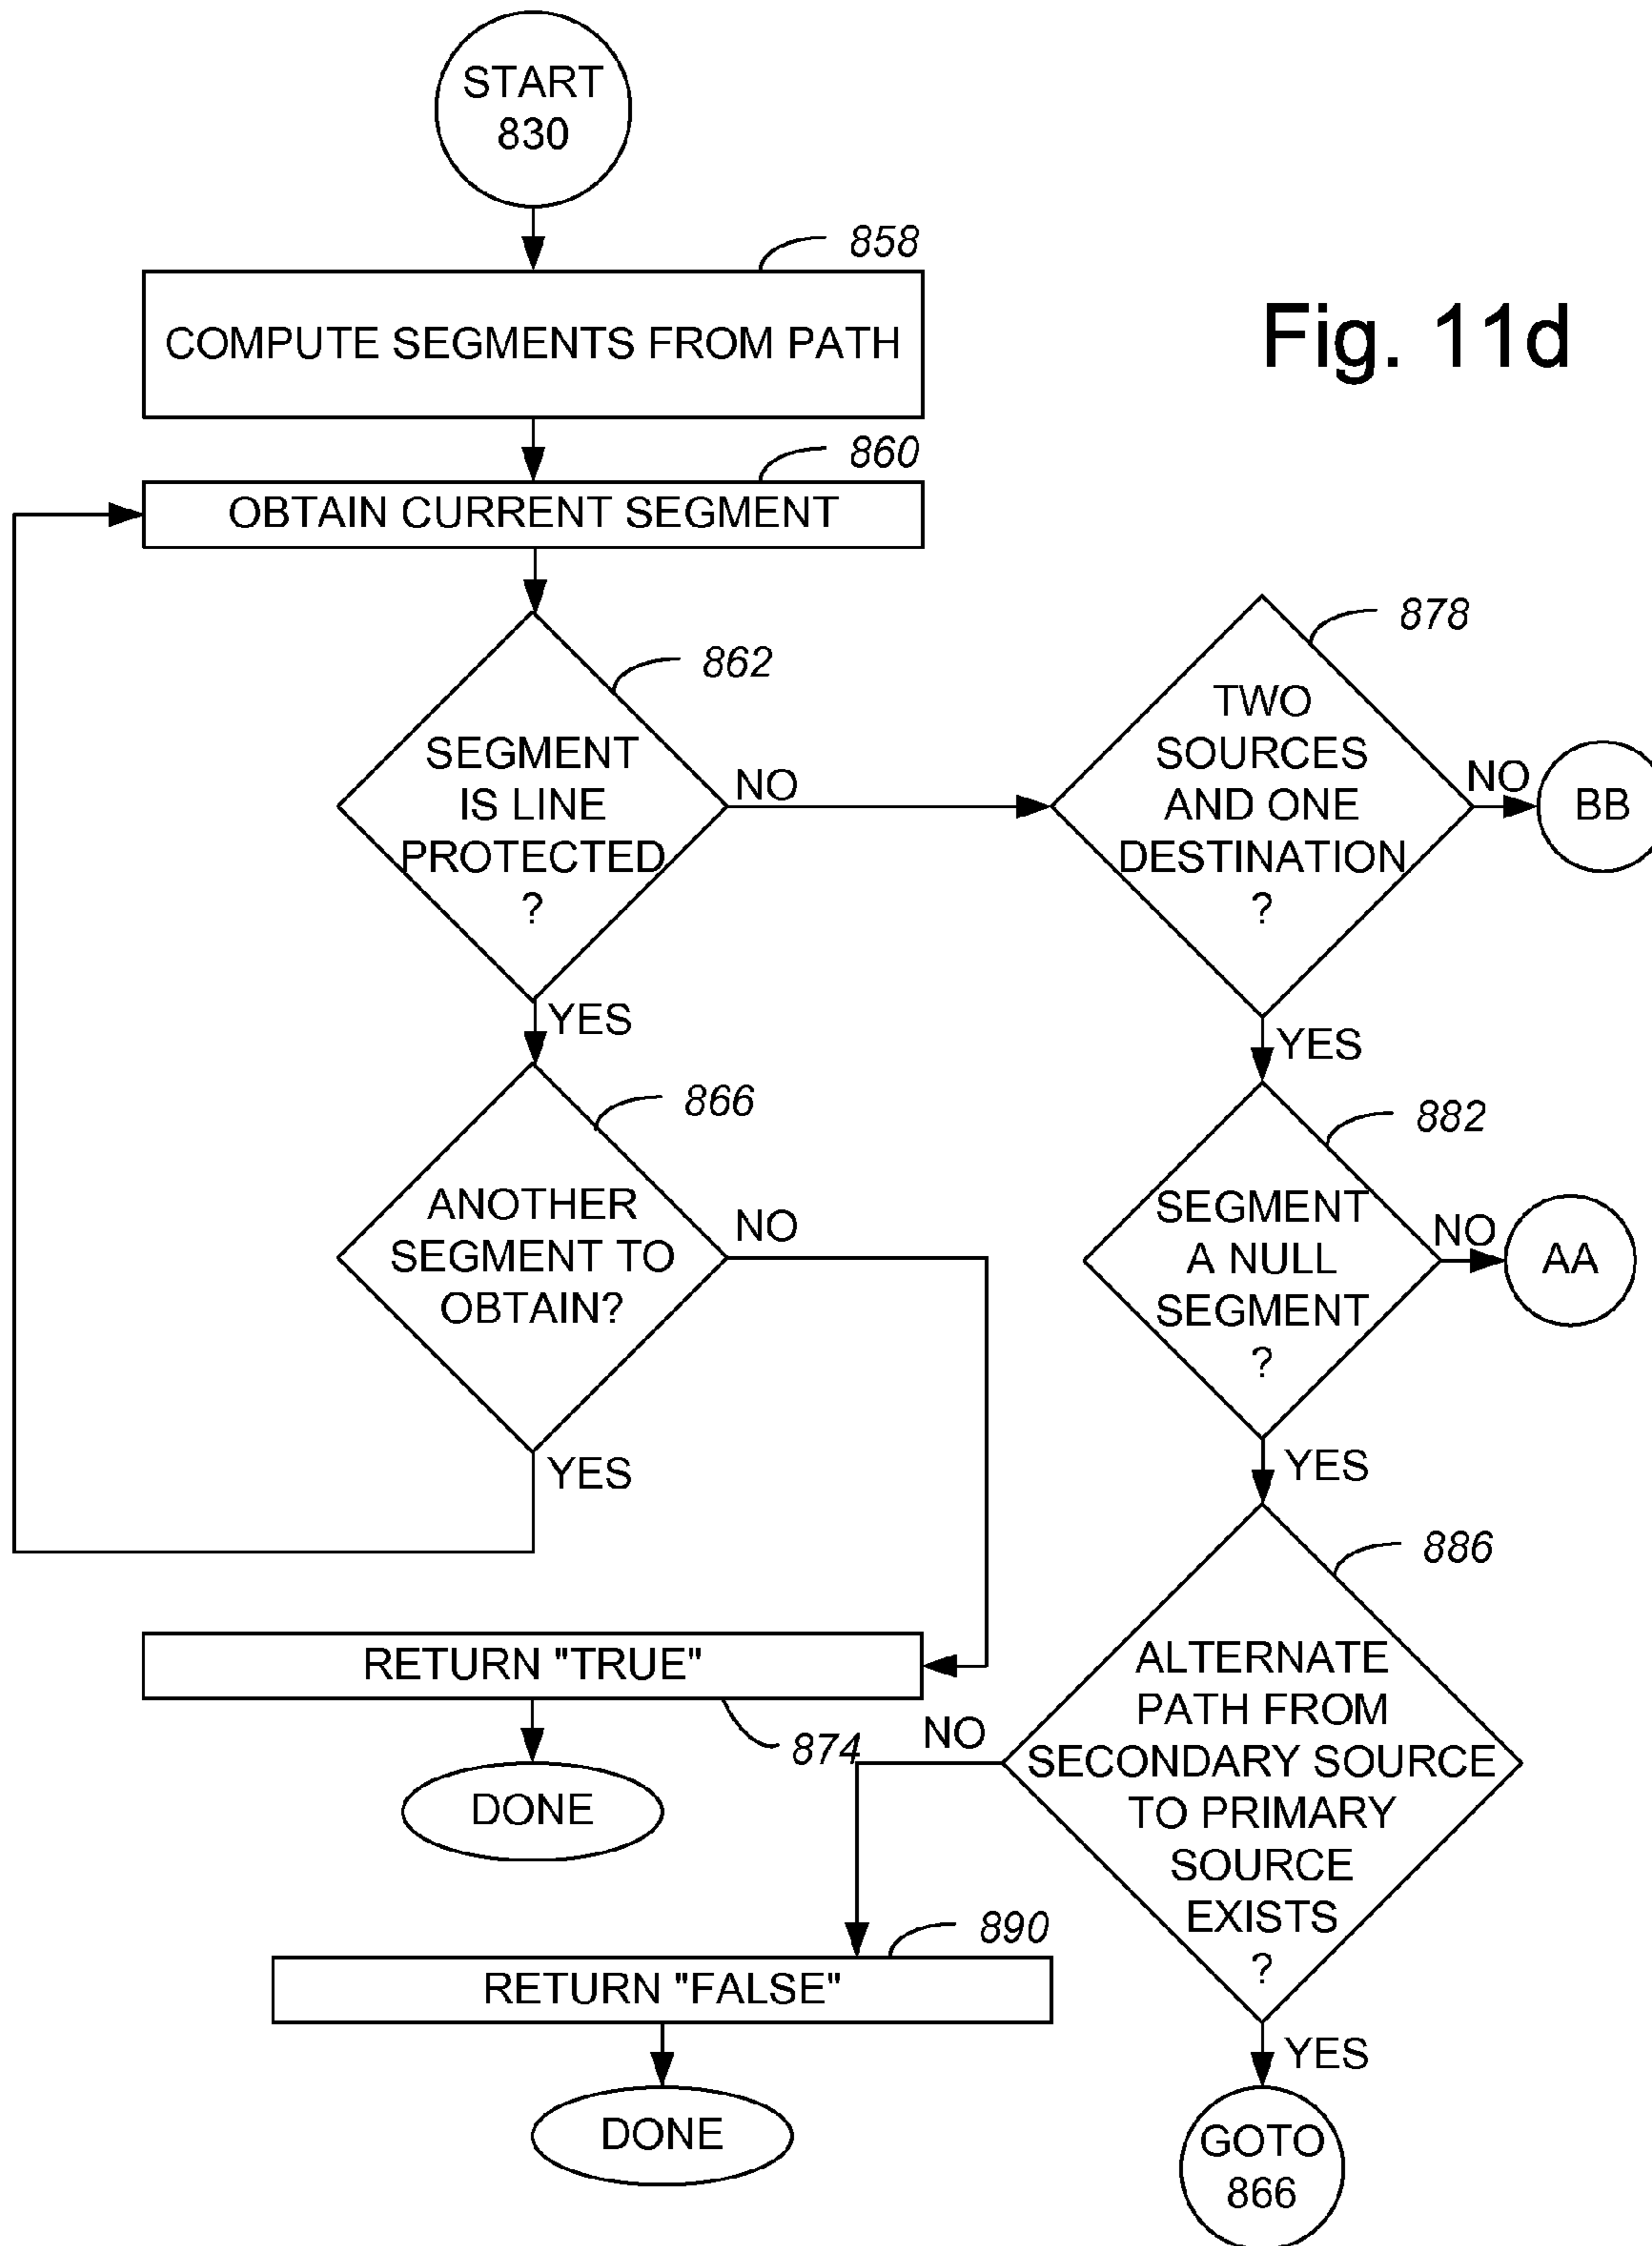 START
830
858
COMPUTE SEGMENTS FROM PATH
Fig. 11d
860
OBTAIN CURRENT SEGMENT
862
SEGMENT
IS LINE
PROTECTED
?
NO
YES
878
TWO
SOURCES
AND ONE
DESTINATION
?
NO
BB
YES
866
ANOTHER
SEGMENT TO
OBTAIN?
NO
YES
882
SEGMENT
A NULL
SEGMENT
?
NO
AA
YES
886
ALTERNATE
PATH FROM
SECONDARY SOURCE
TO PRIMARY
SOURCE
EXISTS
?
NO
YES
RETURN "TRUE"
874
DONE
890
RETURN "FALSE"
DONE
GOTO
866